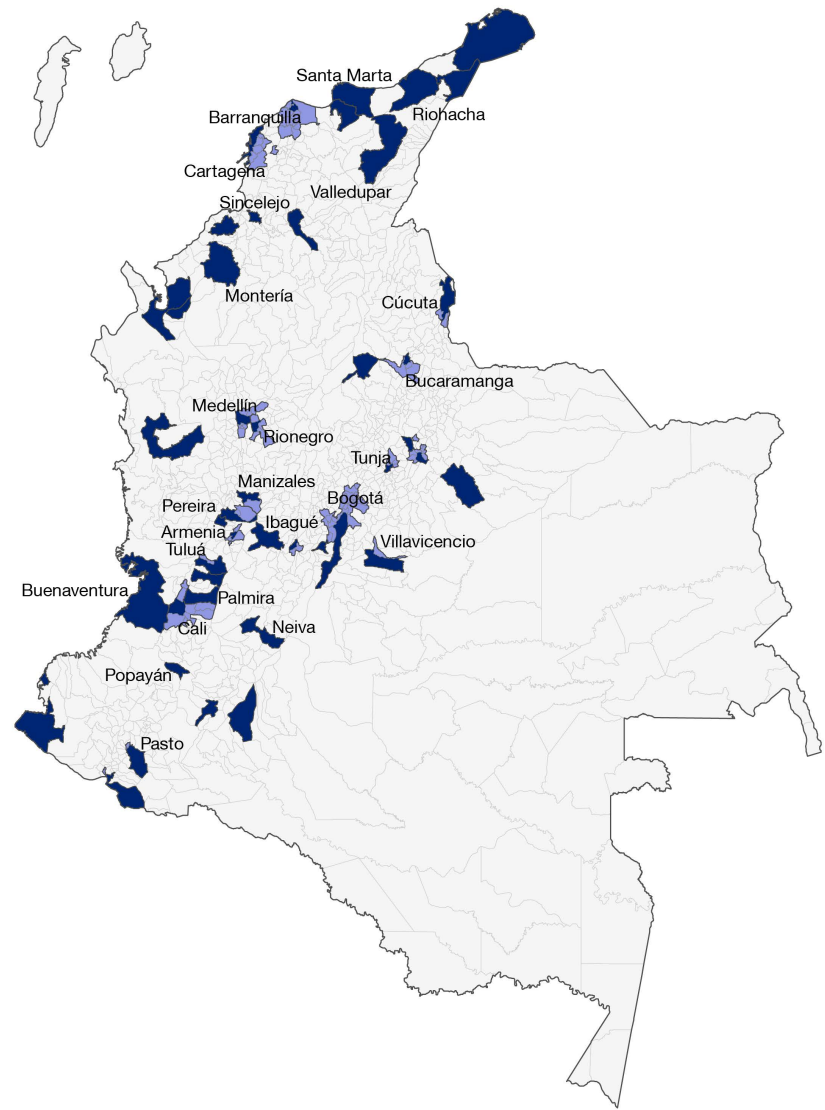 Santa Marta
Riohacha
Barranquilla
Cartagena
Valledupar
Sincelejo
Montería
Cúcuta
Bucaramanga
Medellín
Rionegro
Tunja
Manizales
Bogotá
Pereira
Ibagué
Armenia
Villavicencio
Tuluá
Buenaventura
Palmira
Cali
Neiva
Popayán
Pasto